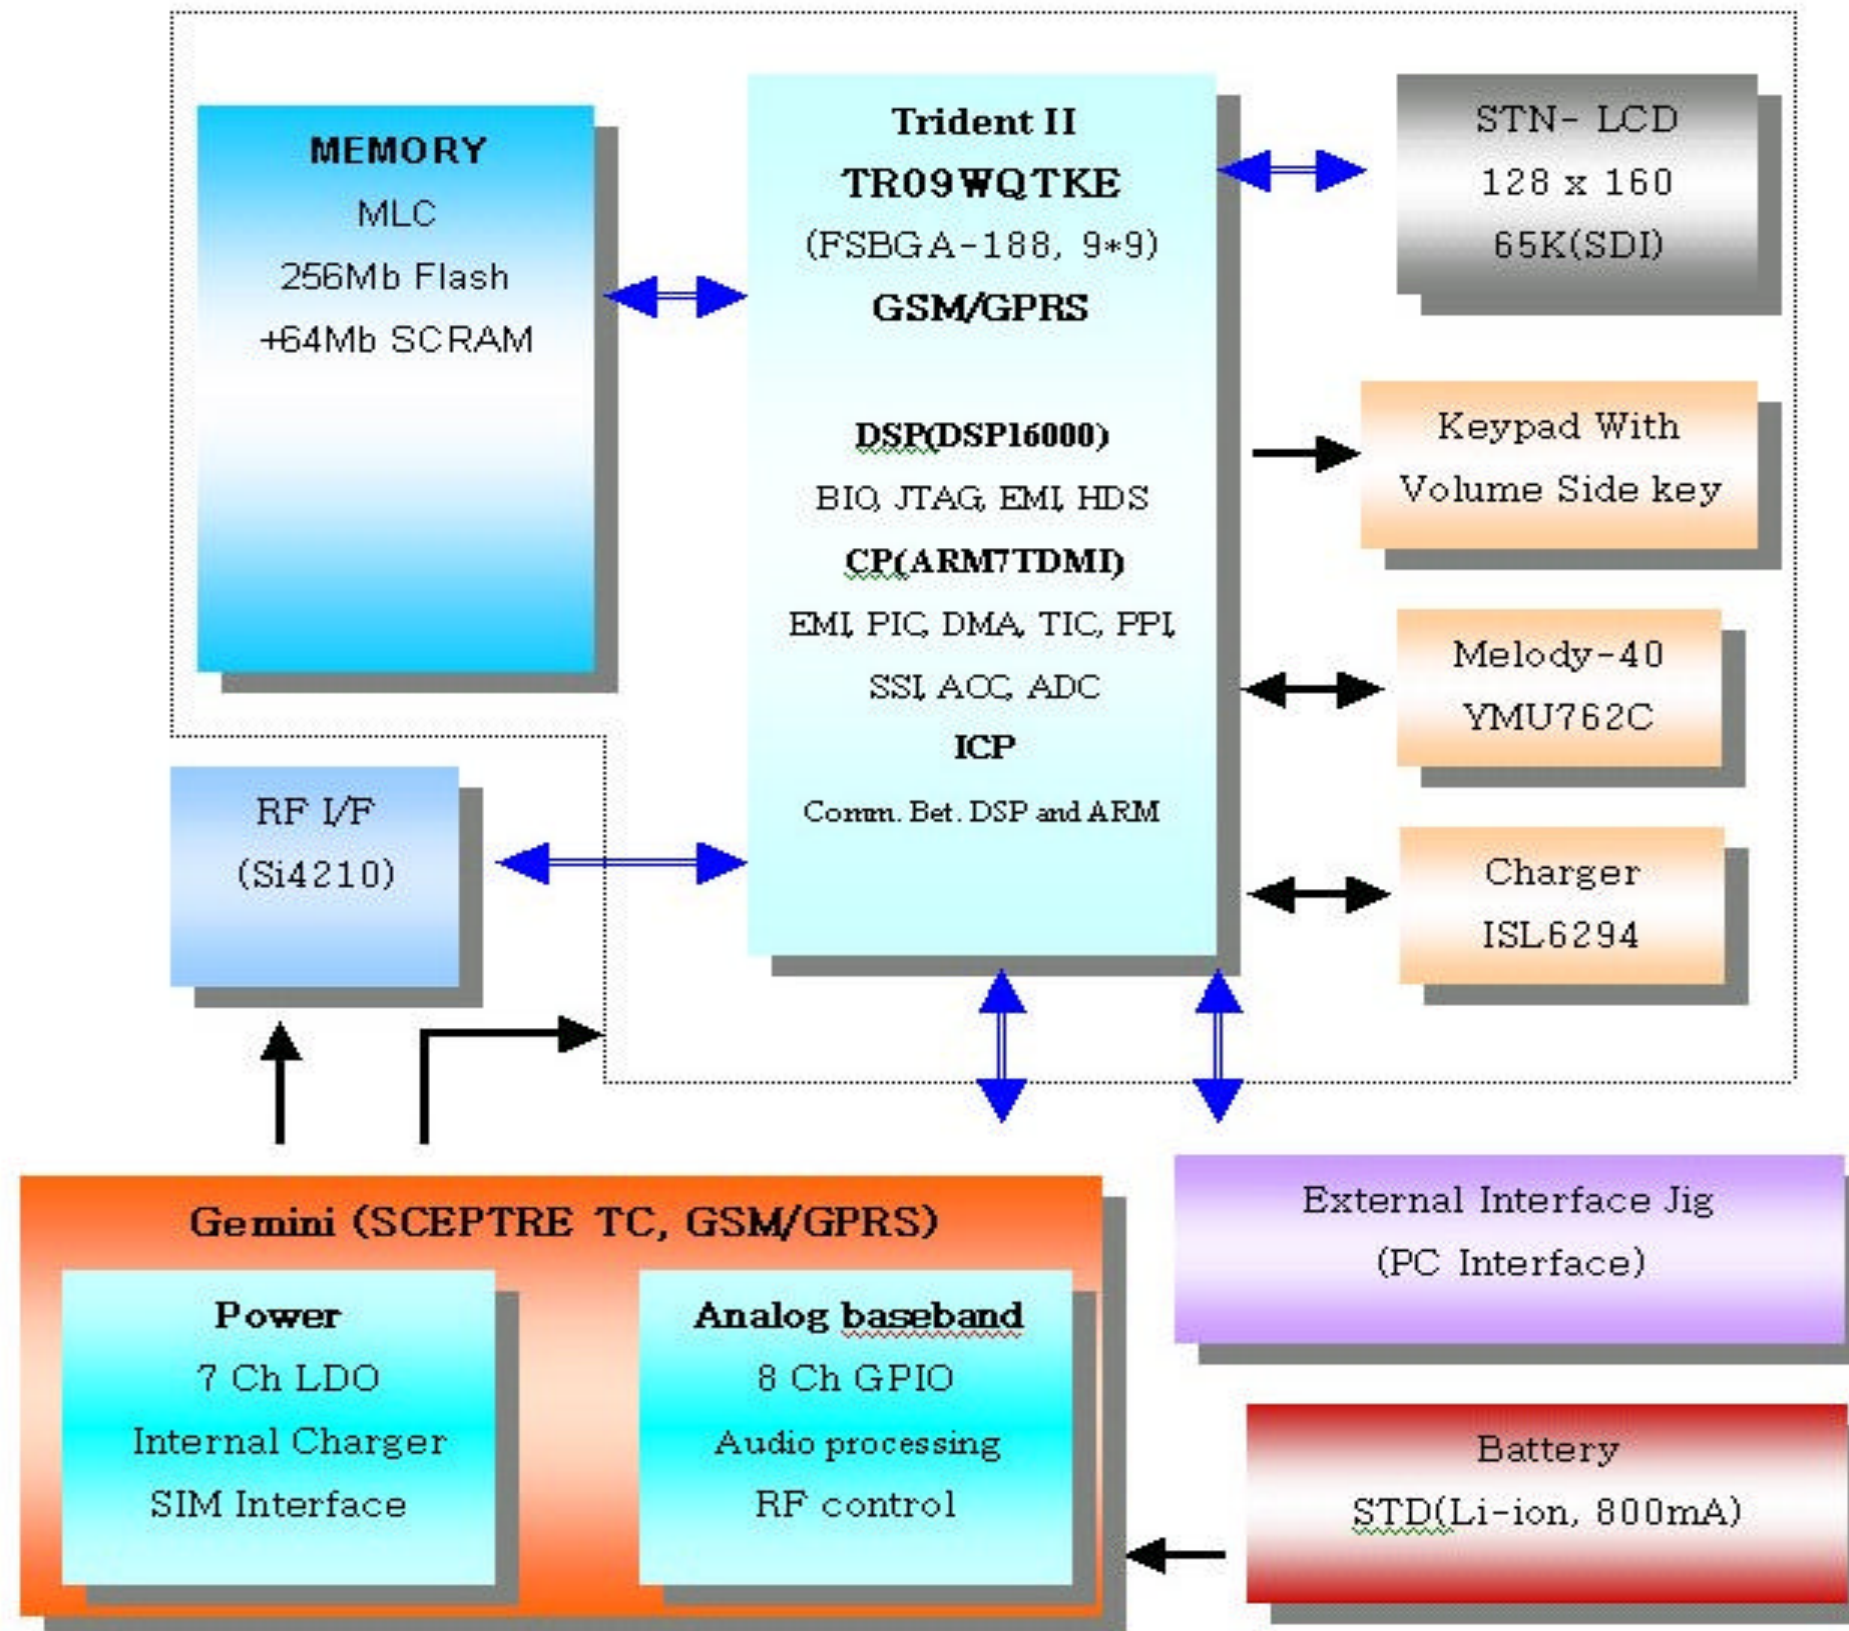 MEMORY
MLC
256Mb Flash
+64Mb SCRAM
Trident II
TR09WQTKE
(FSBGA-188, 9*9)
GSM/GPRS
DSP(DSP16000)
BIO, JTAG, EMI, HDS
CP(ARM7TDMI)
EMI, PIC, DMA, TIC, PPI,
SSI, ACC, ADC
ICP
Comm. Bet. DSP and ARM
STN- LCD
128 x 160
65K(SDI)
Keypad With
Volume Side key
Melody-40
YMU762C
Charger
ISL6294
RF I/F
(Si4210)
Gemini (SCEPTRE TC, GSM/GPRS)
Power
7 Ch LDO
Internal Charger
SIM Interface
Analog baseband
8 Ch GPIO
Audio processing
RF control
External Interface Jig
(PC Interface)
Battery
STD(Li-ion, 800mA)